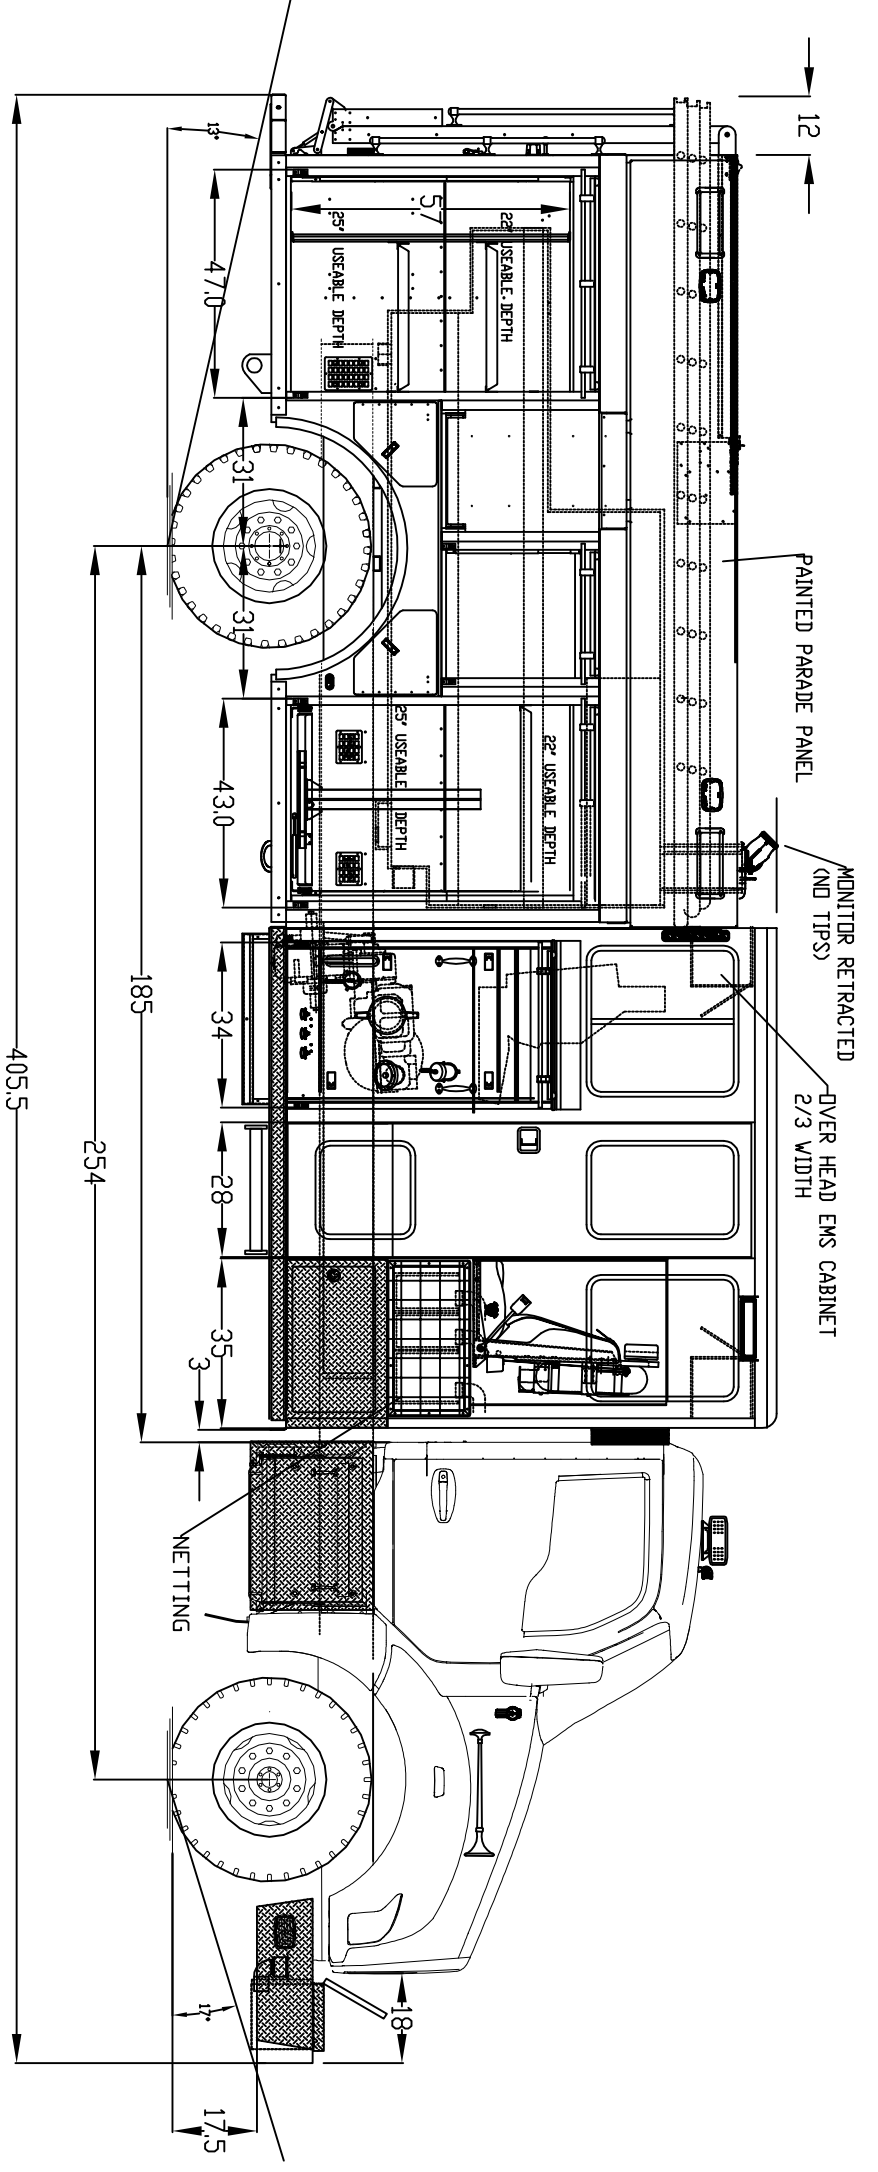 12
PAINTED PARADE PANEL
MONITOR RETRACTED
(NO TIPS)
OVER HEAD EMS CABINET
2/3 WIDTH
57
22" USEABLE DEPTH
25" USEABLE DEPTH
22" USEABLE DEPTH
25" USEABLE DEPTH
13°
47.0
31
31
43.0
34
28
35
3
NETTING
185
254
405.5
18
17°
17.5